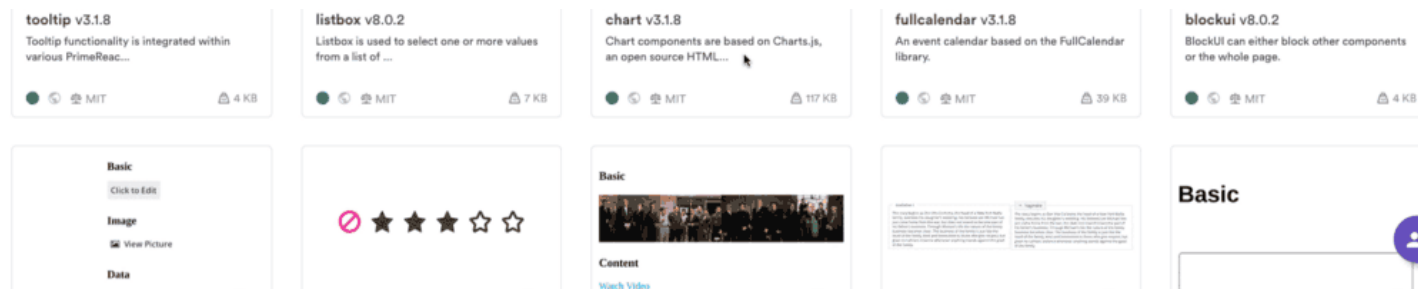 tooltip v3.1.8
Tooltip functionality is integrated within
various PrimeReac...
MIT
4 KB
listbox v8.0.2
Listbox is used to select one or more values
from a list of ...
MIT
7 KB
chart v3.1.8
Chart components are based on Charts.js,
an open source HTML...
MIT
117 KB
fullcalendar v3.1.8
An event calendar based on the FullCalendar
library.
MIT
39 KB
blockui v8.0.2
BlockUI can either block other components
or the whole page.
MIT
4 KB
Basic
Click to Edit
Image
View Picture
Data
Basic
Content
Watch Video
Basic